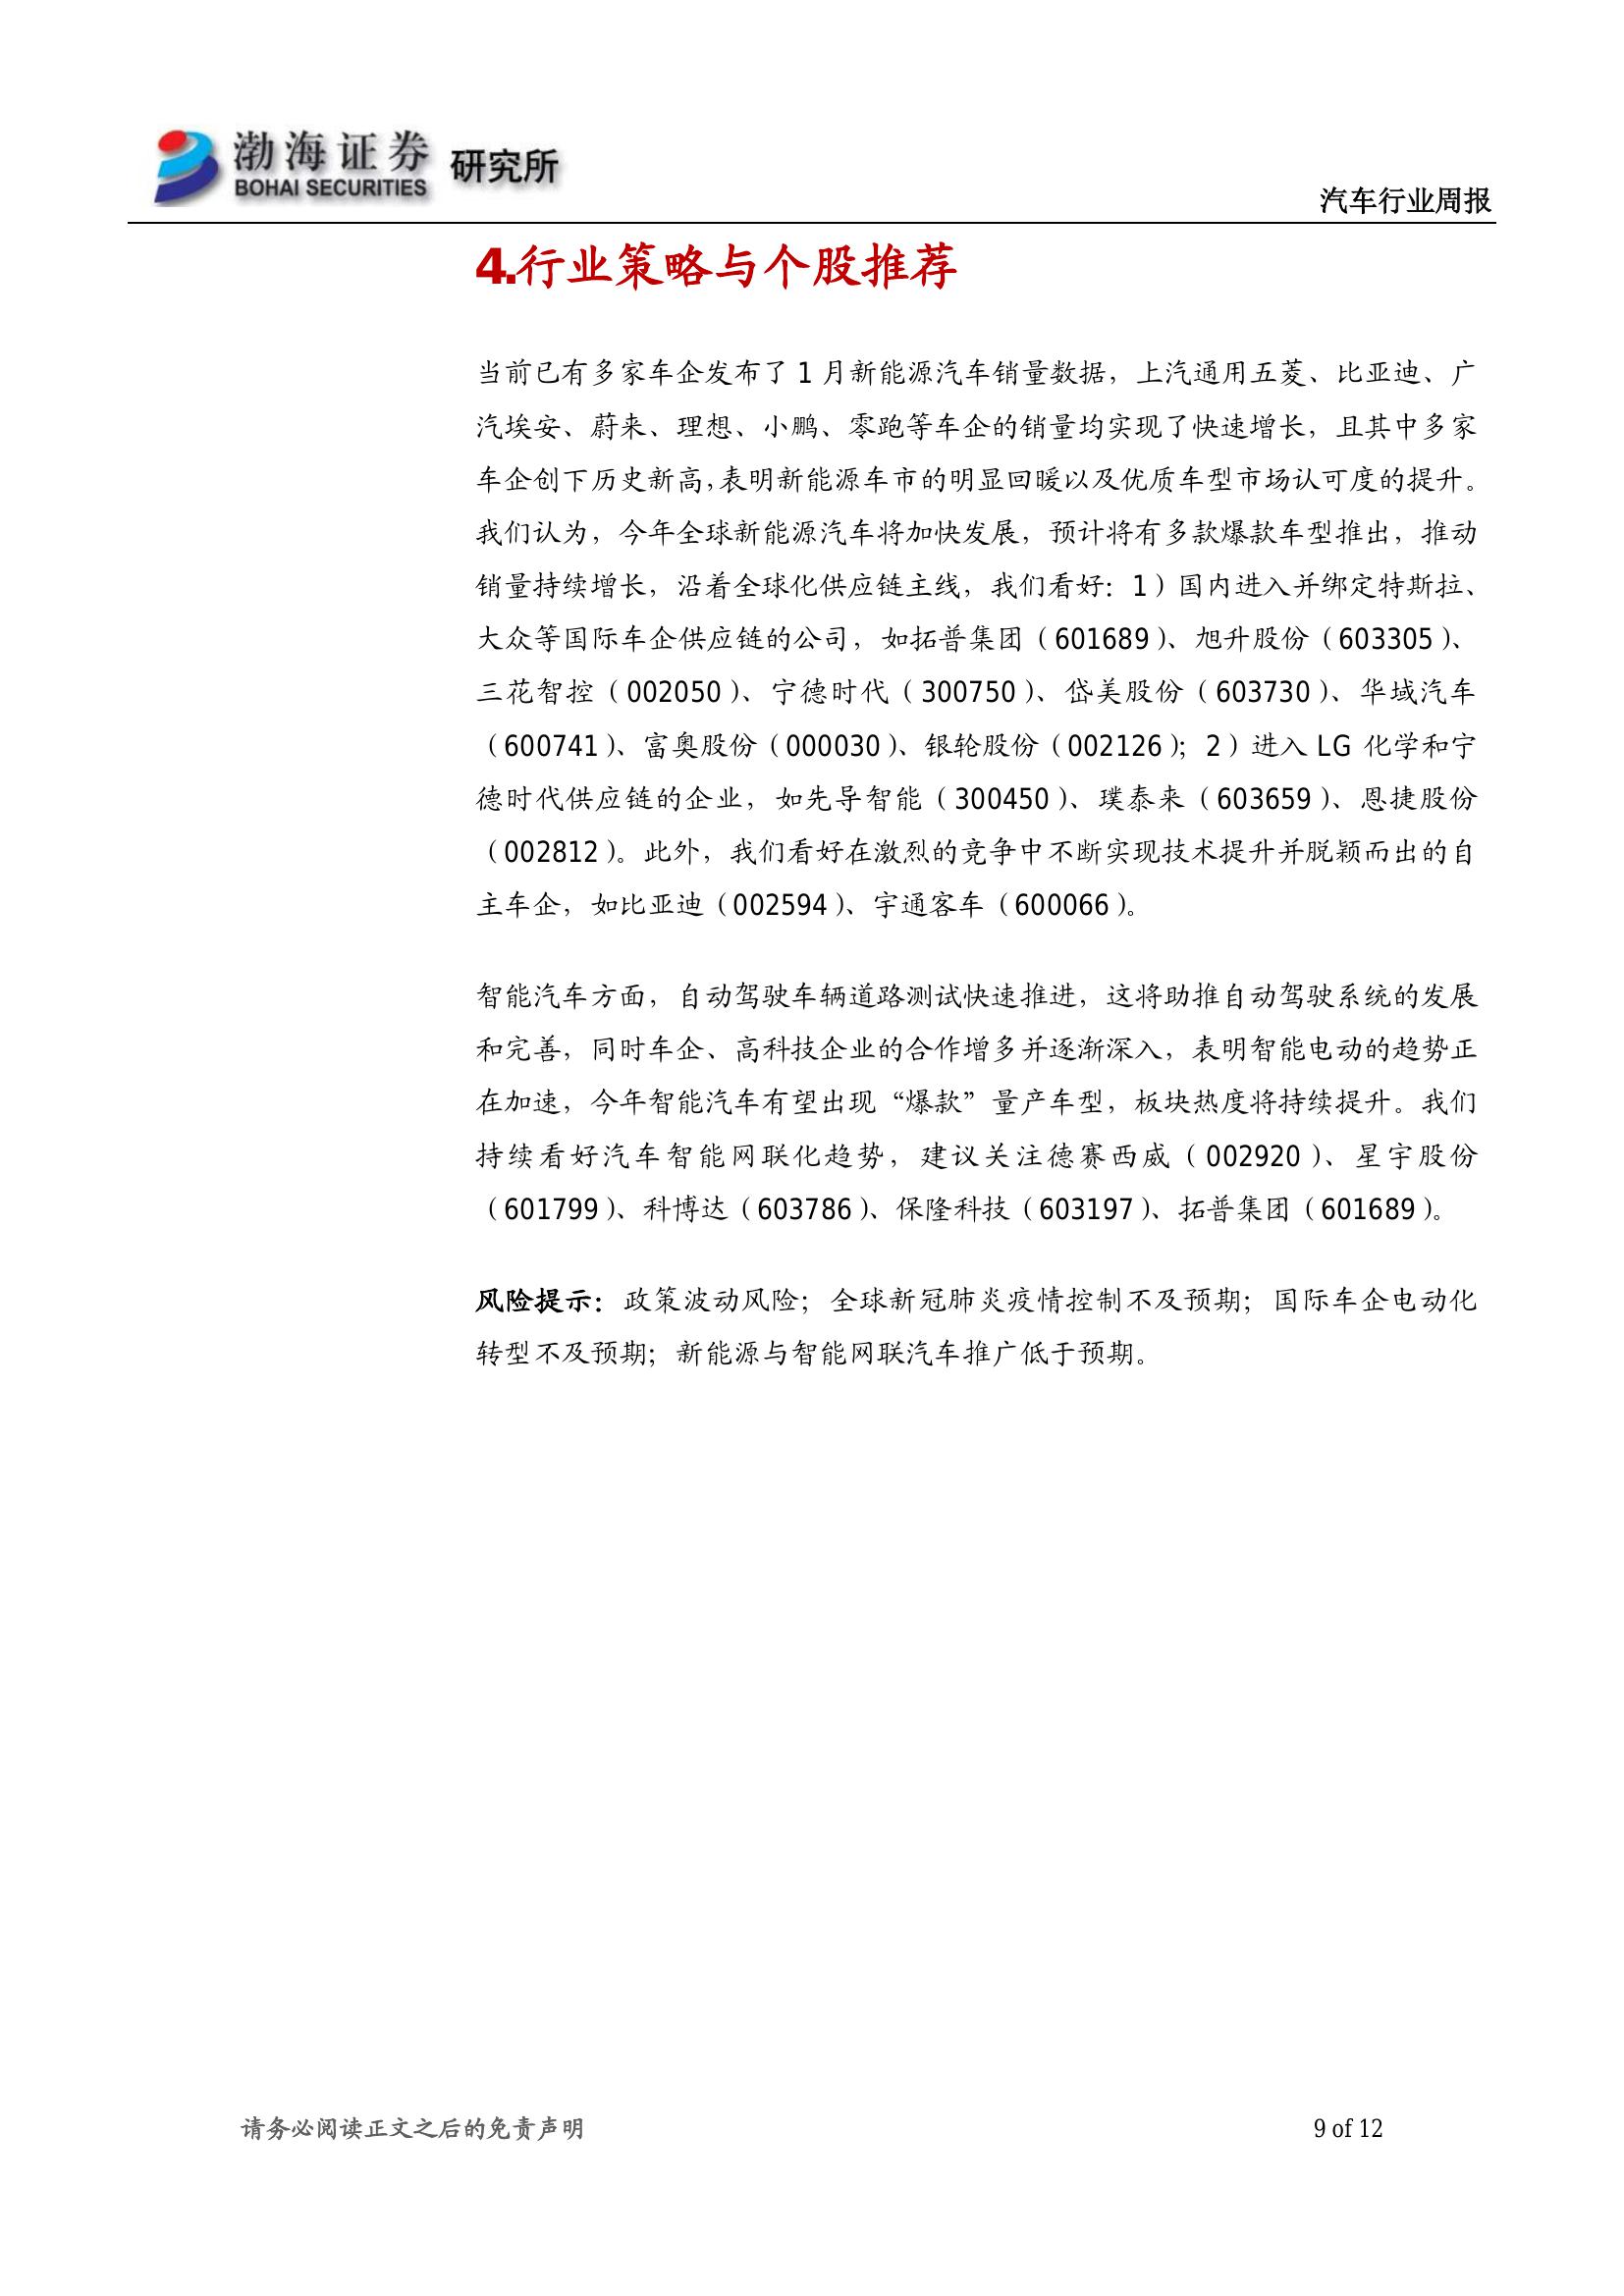 渤海证券 研究所
BOHAI SECURITIES
汽车行业周报
4.行业策略与个股推荐
当前已有多家车企发布了 1 月新能源汽车销量数据，上汽通用五菱、比亚迪、广
汽埃安、蔚来、理想、小鹏、零跑等车企的销量均实现了快速增长，且其中多家
车企创下历史新高，表明新能源车市的明显回暖以及优质车型市场认可度的提升。
我们认为，今年全球新能源汽车将加快发展，预计将有多款爆款车型推出，推动
销量持续增长，沿着全球化供应链主线，我们看好：1）国内进入并绑定特斯拉、
大众等国际车企供应链的公司，如拓普集团（601689）、旭升股份（603305）、
三花智控（002050）、宁德时代（300750）、岱美股份（603730）、华域汽车
（600741）、富奥股份（000030）、银轮股份（002126）；2）进入 LG 化学和宁
德时代供应链的企业，如先导智能（300450）、璞泰来（603659）、恩捷股份
（002812）。此外，我们看好在激烈的竞争中不断实现技术提升并脱颖而出的自
主车企，如比亚迪（002594）、宇通客车（600066）。
智能汽车方面，自动驾驶车辆道路测试快速推进，这将助推自动驾驶系统的发展
和完善，同时车企、高科技企业的合作增多并逐渐深入，表明智能电动的趋势正
在加速，今年智能汽车有望出现“爆款”量产车型，板块热度将持续提升。我们
持续看好汽车智能网联化趋势，建议关注德赛西威（002920）、星宇股份
（601799）、科博达（603786）、保隆科技（603197）、拓普集团（601689）。
风险提示：政策波动风险；全球新冠肺炎疫情控制不及预期；国际车企电动化
转型不及预期；新能源与智能网联汽车推广低于预期。
请务必阅读正文之后的免责声明
9 of 12